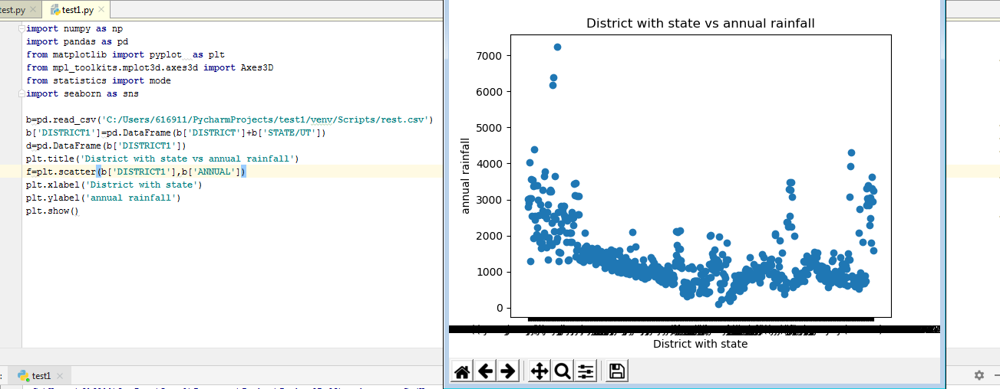 test.py
test1.py
import numpy as np
import pandas as pd
from matplotlib import pyplot  as plt
from mpl_toolkits.mplot3d.axes3d import Axes3D
from statistics import mode
import seaborn as sns
b=pd.read_csv('C:/Users/616911/PycharmProjects/test1/venv/Scripts/rest.csv')
b['DISTRICT1']=pd.DataFrame(b['DISTRICT']+b['STATE/UT'])
d=pd.DataFrame(b['DISTRICT1'])
plt.title('District with state vs annual rainfall')
f=plt.scatter(b['DISTRICT1'],b['ANNUAL'])
plt.xlabel('District with state')
plt.ylabel('annual rainfall')
plt.show()
District with state vs annual rainfall
annual rainfall
7000
6000
5000
4000
3000
2000
1000
0
District with state
: test1